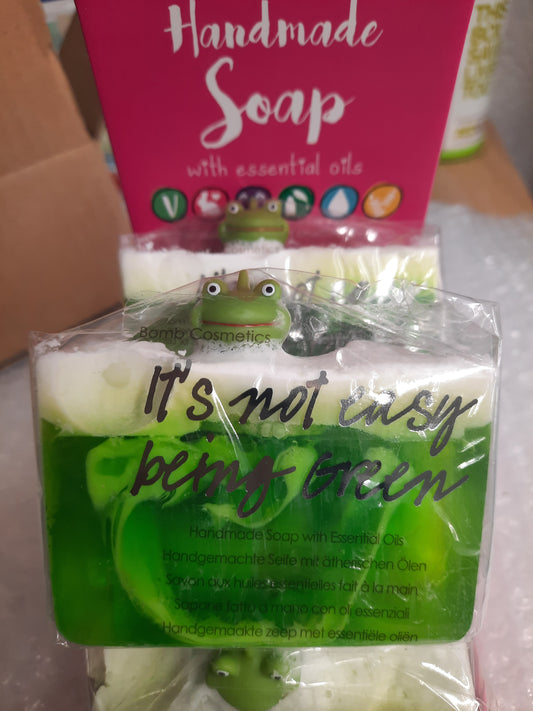 Handmade
Soap
with essential oils
V
Bomb Cosmetics
It's not easy
being Green
Handmade Soap with Essential Oils
Handgemachte Seife mit ätherischen Ölen
Savon aux huiles essentielles fait à la main
Sapone fatto a mano con oli essenziali
Handgemaakte zeep met essentiële oliën